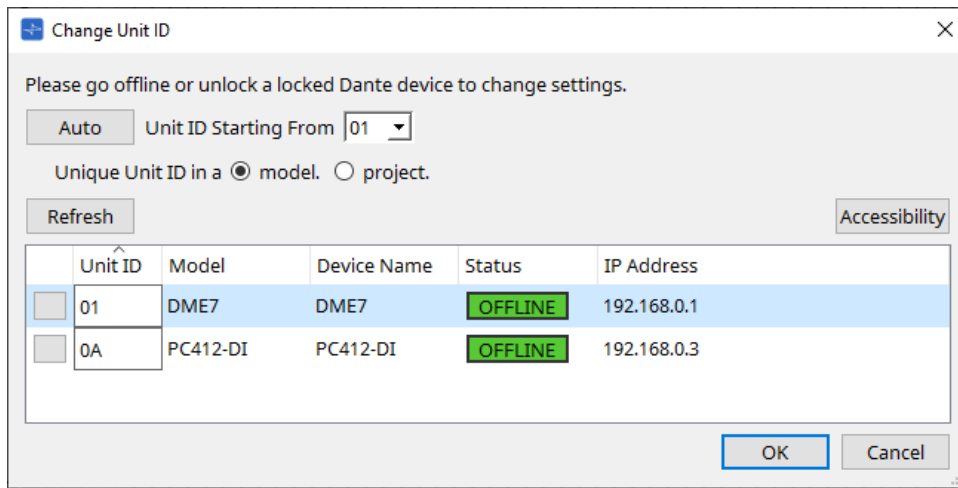 Change Unit ID
Please go offline or unlock a locked Dante device to change settings.
Auto Unit ID Starting From 01
Unique Unit ID in a model. project.
Refresh Accessibility
Unit ID Model Device Name Status IP Address
01 DME7 DME7 OFFLINE 192.168.0.1
0A PC412-DI PC412-DI OFFLINE 192.168.0.3
OK Cancel